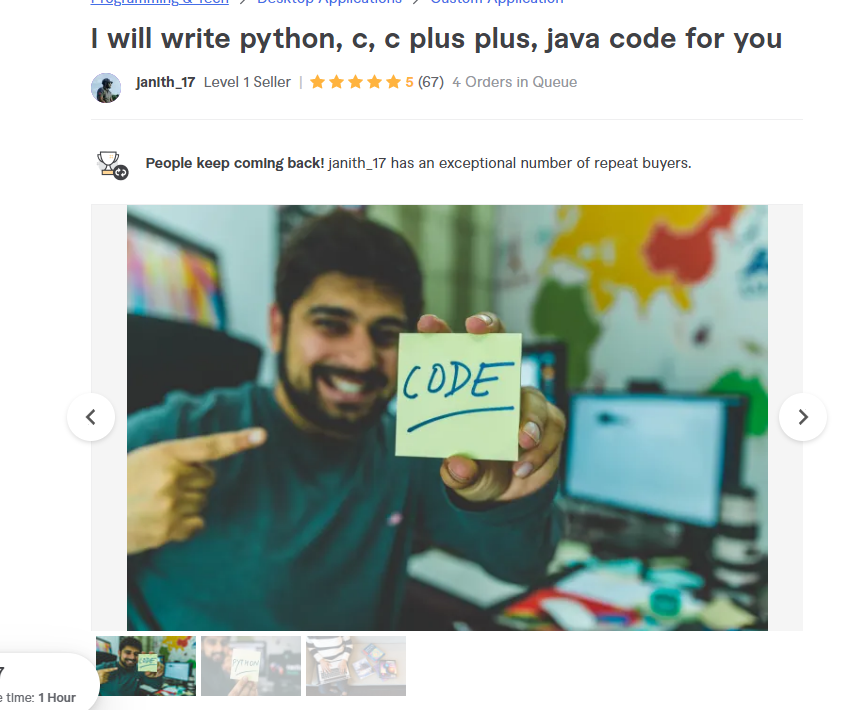 Programming & Tech > Desktop Applications > Custom Application
I will write python, c, c plus plus, java code for you
janith_17 Level 1 Seller | 5 (67) 4 Orders in Queue
People keep coming back! janith_17 has an exceptional number of repeat buyers.
CODE
CODE
PYTHON
7
e time: 1 Hour